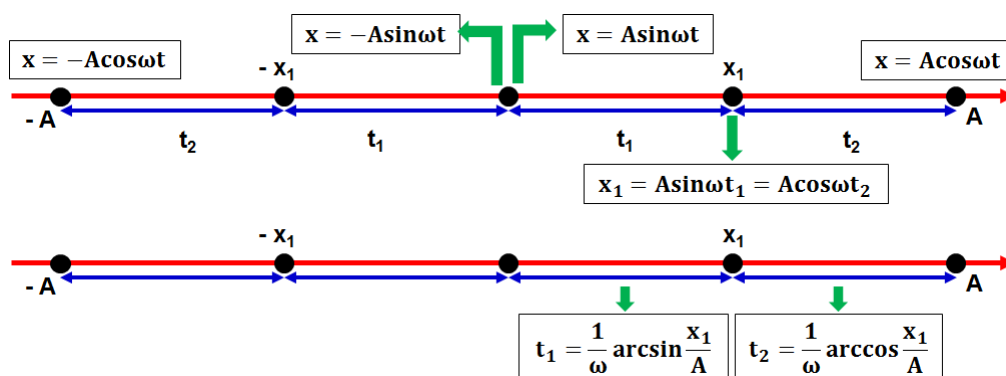 x = −Asinωt
x = Asinωt
x = −Acosωt
x = Acosωt
- x₁
x₁
- A
A
t₂
t₁
t₁
t₂
x₁ = Asinωt₁ = Acosωt₂
- x₁
x₁
- A
A
t₁ = 1/ω arcsin x₁/A
t₂ = 1/ω arccos x₁/A